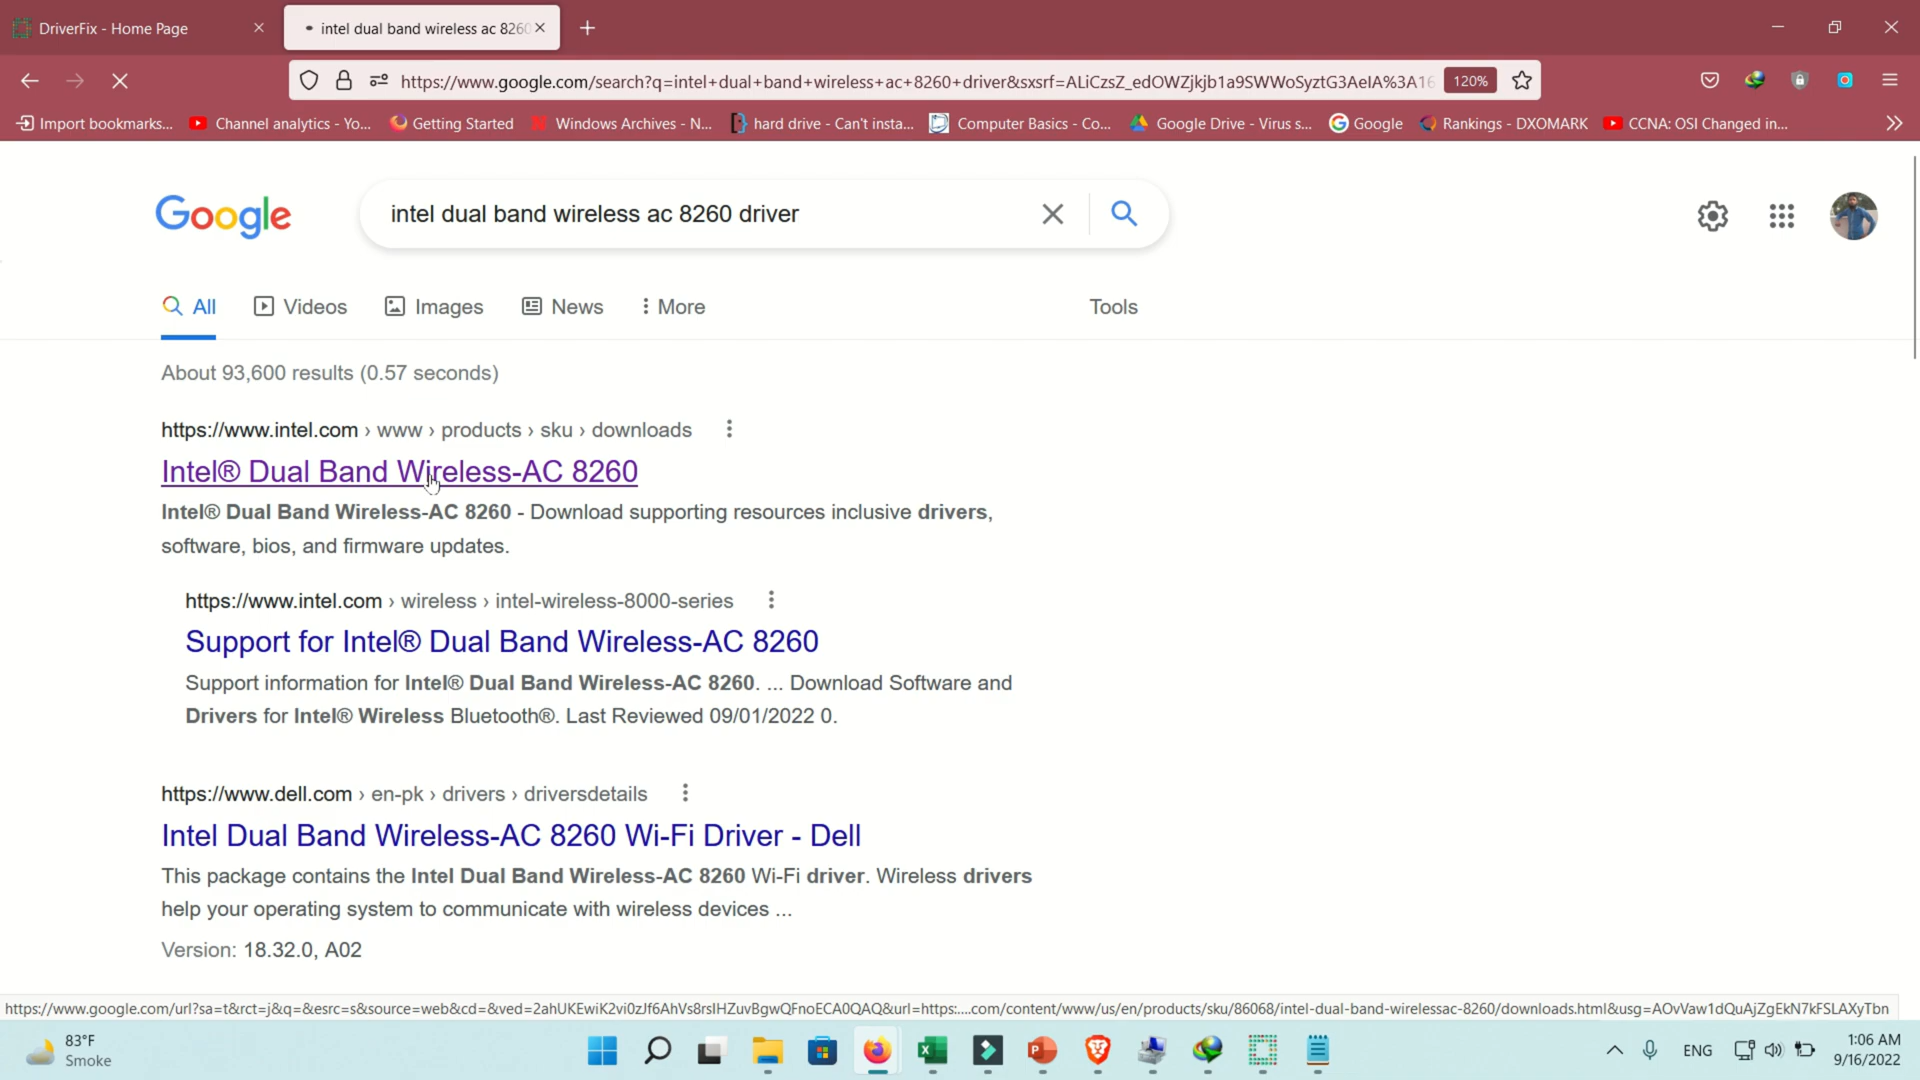 DriverFix - Home Page
intel dual band wireless ac 8260
https://www.google.com/search?q=intel+dual+band+wireless+ac+8260+driver&sxsrf=ALiCzsZ_edOWZjkjb1a9SWWoSyztG3AeIA%3A16
120%
Import bookmarks...
Channel analytics - Yo...
Getting Started
Windows Archives - N...
hard drive - Can't insta...
Computer Basics - Co...
Google Drive - Virus s...
Google
Rankings - DXOMARK
CCNA: OSI Changed in...
Google
intel dual band wireless ac 8260 driver
All
Videos
Images
News
More
Tools
About 93,600 results (0.57 seconds)
https://www.intel.com › www › products › sku › downloads
Intel® Dual Band Wireless-AC 8260
Intel® Dual Band Wireless-AC 8260 - Download supporting resources inclusive drivers,
software, bios, and firmware updates.
https://www.intel.com › wireless › intel-wireless-8000-series
Support for Intel® Dual Band Wireless-AC 8260
Support information for Intel® Dual Band Wireless-AC 8260. ... Download Software and
Drivers for Intel® Wireless Bluetooth®. Last Reviewed 09/01/2022 0.
https://www.dell.com › en-pk › drivers › driversdetails
Intel Dual Band Wireless-AC 8260 Wi-Fi Driver - Dell
This package contains the Intel Dual Band Wireless-AC 8260 Wi-Fi driver. Wireless drivers
help your operating system to communicate with wireless devices ...
Version: 18.32.0, A02
https://www.google.com/url?sa=t&rct=j&q=&esrc=s&source=web&cd=&ved=2ahUKEwiK2vi0zJf6AhVs8rsIHZuvBgwQFnoECA0QAQ&url=https:....com/content/www/us/en/products/sku/86068/intel-dual-band-wirelessac-8260/downloads.html&usg=AOvVaw1dQuAjZgEkN7kFSLAXyTbn
83°F
Smoke
ENG
1:06 AM
9/16/2022